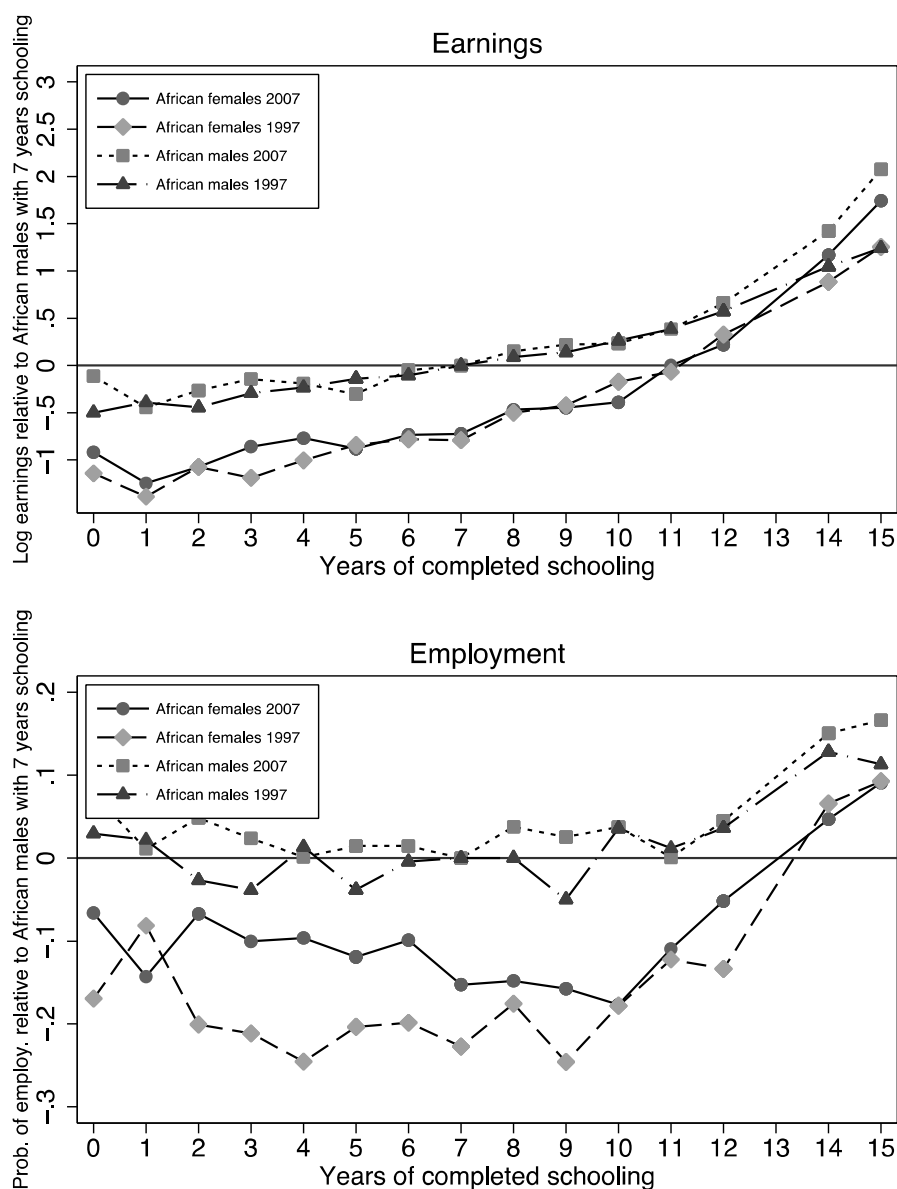 Earnings
Log earnings relative to African males with 7 years schooling
3
2.5
2
1.5
1
.5
0
-.5
-1
African females 2007
African females 1997
African males 2007
African males 1997
0 1 2 3 4 5 6 7 8 9 10 11 12 13 14 15
Years of completed schooling
Employment
Prob. of employ. relative to African males with 7 years schooling
.2
.1
0
-.1
-.2
-.3
African females 2007
African females 1997
African males 2007
African males 1997
0 1 2 3 4 5 6 7 8 9 10 11 12 13 14 15
Years of completed schooling